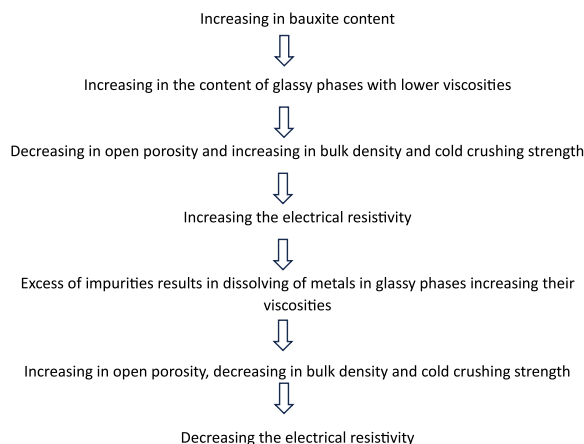 Increasing in bauxite content
Increasing in the content of glassy phases with lower viscosities
Decreasing in open porosity and increasing in bulk density and cold crushing strength
Increasing the electrical resistivity
Excess of impurities results in dissolving of metals in glassy phases increasing their
viscosities
Increasing in open porosity, decreasing in bulk density and cold crushing strength
Decreasing the electrical resistivity